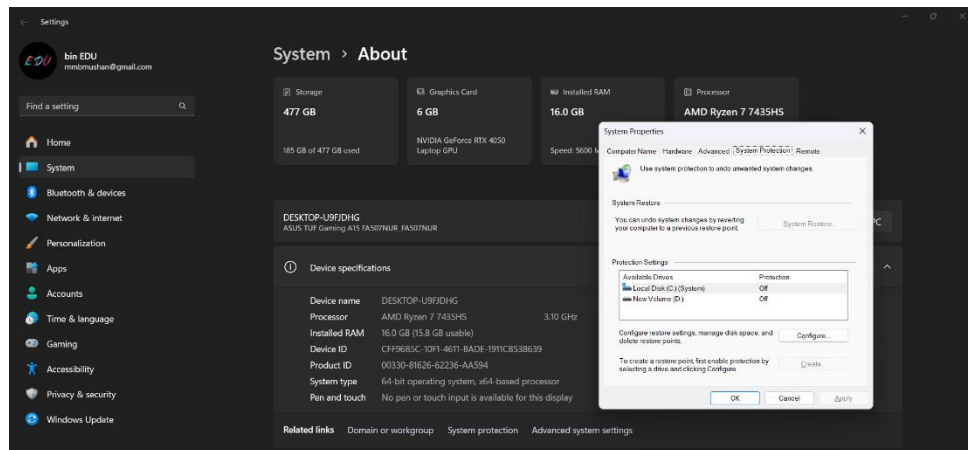 Settings
EDU
bin EDU
mmbmushan@gmail.com
Find a setting
Home
System
Bluetooth & devices
Network & internet
Personalization
Apps
Accounts
Time & language
Gaming
Accessibility
Privacy & security
Windows Update
System > About
Storage
477 GB
185 GB of 477 GB used
Graphics Card
6 GB
NVIDIA GeForce RTX 4050
Laptop GPU
Installed RAM
16.0 GB
Speed: 5600 M
Processor
AMD Ryzen 7 7435HS
DESKTOP-U9FJDHG
ASUS TUF Gaming A15 FA507NUR_FA507NUR
PC
Device specifications
Device name DESKTOP-U9FJDHG
Processor AMD Ryzen 7 7435HS 3.10 GHz
Installed RAM 16.0 GB (15.8 GB usable)
Device ID CFF96B5C-10F1-4611-8ADE-1911C8538639
Product ID 00330-81626-62236-AA594
System type 64-bit operating system, x64-based processor
Pen and touch No pen or touch input is available for this display
Related links Domain or workgroup System protection Advanced system settings
System Properties
Computer Name Hardware Advanced System Protection Remote
Use system protection to undo unwanted system changes.
System Restore
You can undo system changes by reverting
your computer to a previous restore point.
System Restore...
Protection Settings
Available Drives Protection
Local Disk (C:) (System) Off
New Volume (D:) Off
Configure restore settings, manage disk space, and
delete restore points.
Configure...
To create a restore point, first enable protection by
selecting a drive and clicking Configure.
Create...
OK Cancel Apply